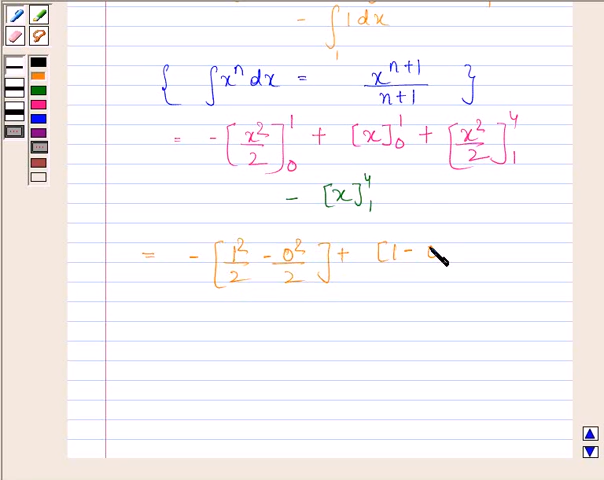 - ∫₁ 1 dx
{ ∫ xⁿ dx = xⁿ⁺¹/(n+1) }
= - [x²/2]₀¹ + [x]₀¹ + [x²/2]₁⁴
- [x]₁⁴
= - [1²/2 - 0²/2] + [1 -